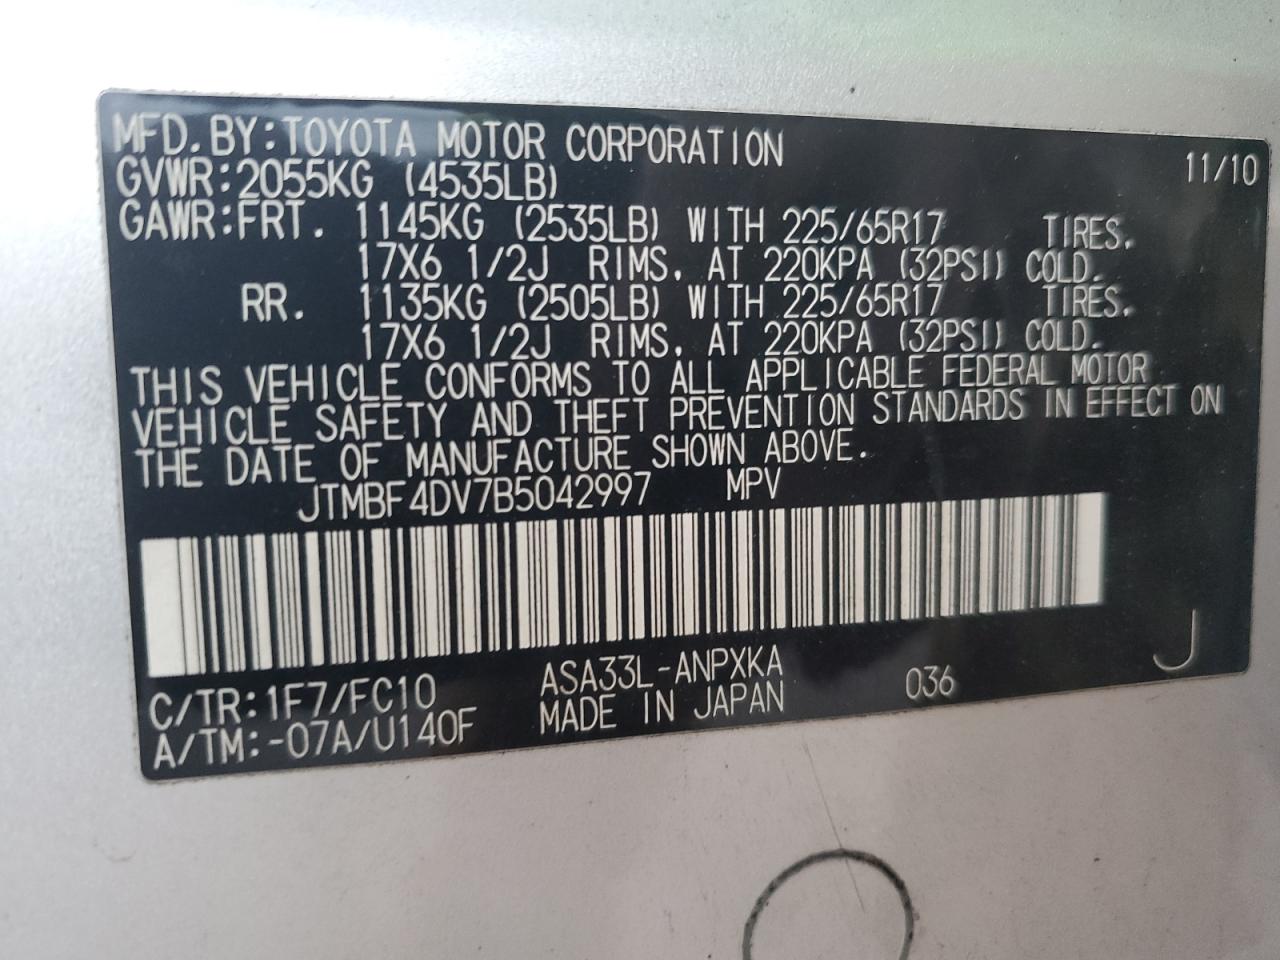 MFD. BY: TOYOTA MOTOR CORPORATION 11/10
GVWR: 2055KG (4535LB)
GAWR: FRT. 1145KG (2535LB) WITH 225/65R17 TIRES,
17X6 1/2J RIMS, AT 220KPA (32PSI) COLD.
RR. 1135KG (2505LB) WITH 225/65R17 TIRES,
17X6 1/2J RIMS, AT 220KPA (32PSI) COLD.
THIS VEHICLE CONFORMS TO ALL APPLICABLE FEDERAL MOTOR
VEHICLE SAFETY AND THEFT PREVENTION STANDARDS IN EFFECT ON
THE DATE OF MANUFACTURE SHOWN ABOVE.
JTMBF4DV7B5042997 MPV
C/TR: 1F7/FC10 ASA33L-ANPXKA 036 J
A/TM: -07A/U140F MADE IN JAPAN